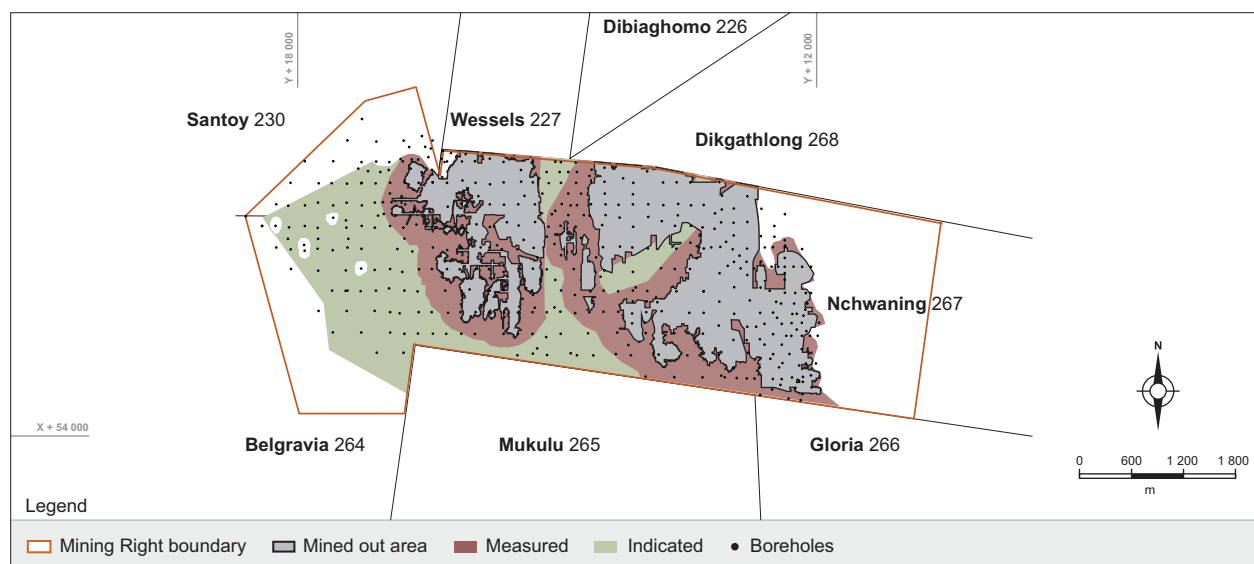 Dibiaghomo 226
Y + 18 000
Y + 12 000
Santoy 230
Wessels 227
Dikgathlong 268
Nchwaning 267
N
X + 54 000
Belgravia 264
Mukulu 265
Gloria 266
0 600 1 200 1 800
m
Legend
Mining Right boundary Mined out area Measured Indicated Boreholes